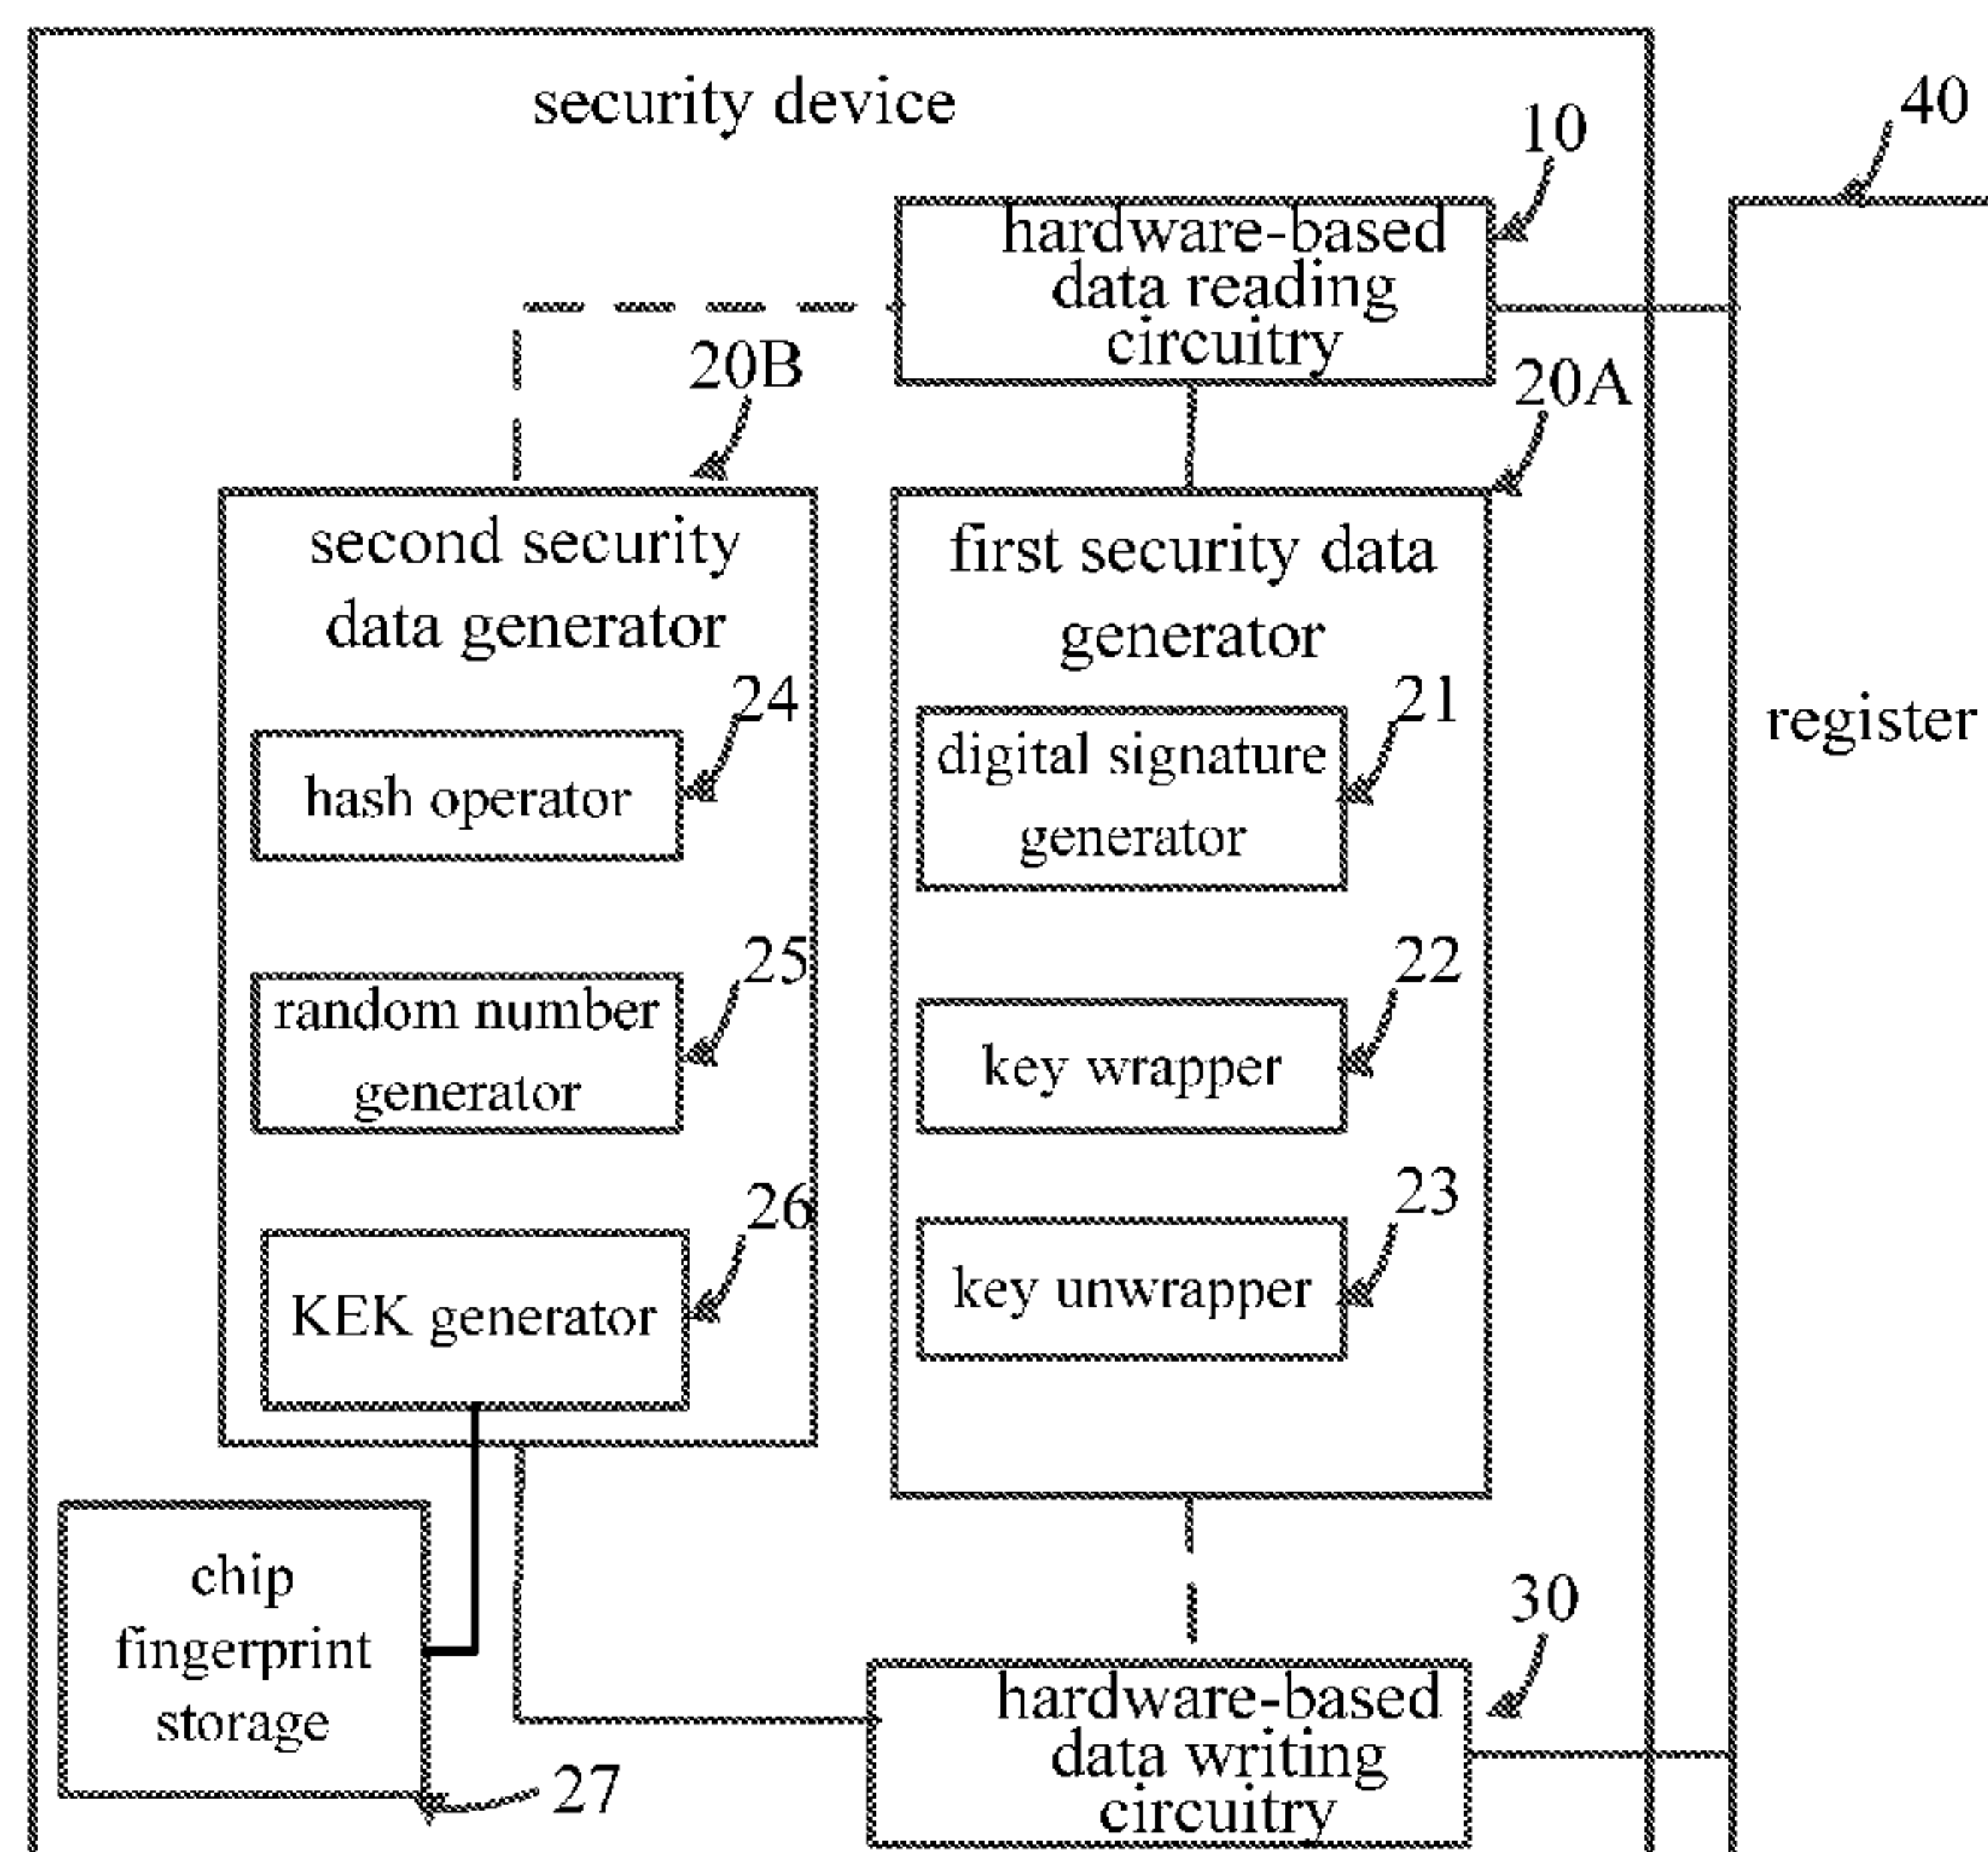 security device
10
40
hardware-based
data reading
circuitry
20B
20A
second security
data generator
first security data
generator
24
21
hash operator
digital signature
generator
register
25
22
random number
generator
key wrapper
26
23
KEK generator
key unwrapper
chip
fingerprint
storage
27
30
hardware-based
data writing
circuitry